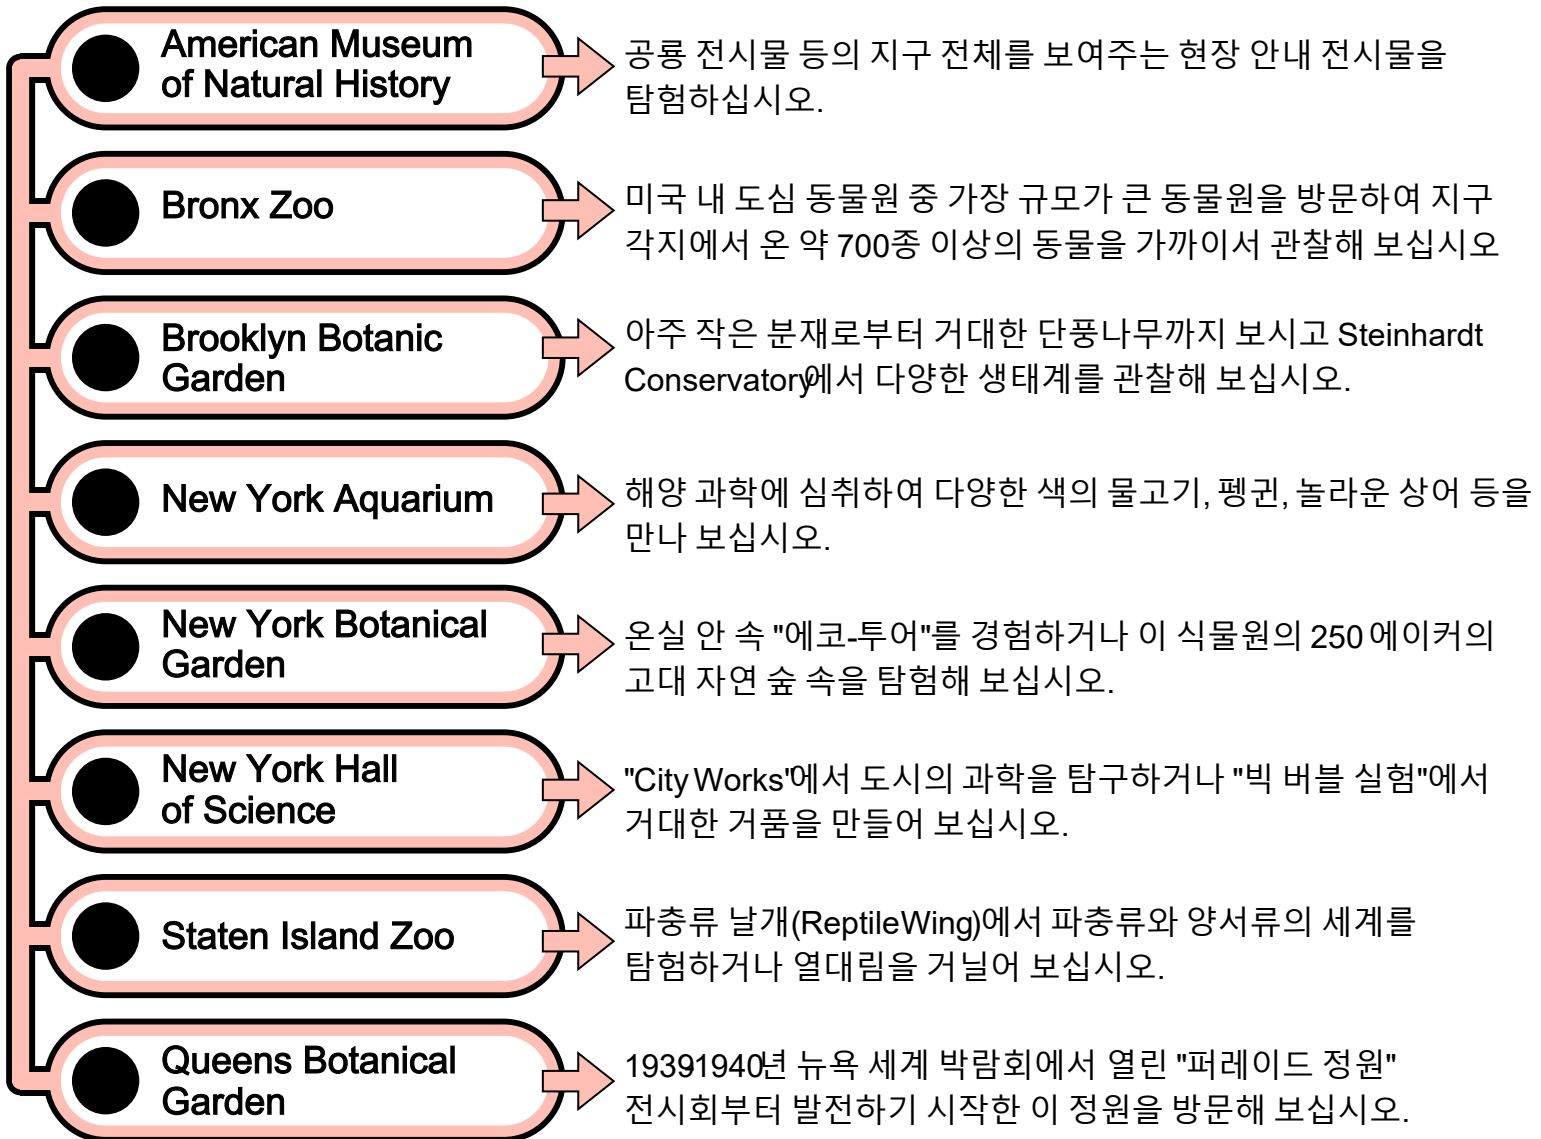 American Museum
of Natural History
공룡 전시물 등의 지구 전체를 보여주는 현장 안내 전시물을
탐험하십시오.
Bronx Zoo
미국 내 도심 동물원 중 가장 규모가 큰 동물원을 방문하여 지구
각지에서 온 약 700종 이상의 동물을 가까이서 관찰해 보십시오
Brooklyn Botanic
Garden
아주 작은 분재로부터 거대한 단풍나무까지 보시고 Steinhardt
Conservatory에서 다양한 생태계를 관찰해 보십시오.
New York Aquarium
해양 과학에 심취하여 다양한 색의 물고기, 펭귄, 놀라운 상어 등을
만나 보십시오.
New York Botanical
Garden
온실 안 속 "에코-투어"를 경험하거나 이 식물원의 250 에이커의
고대 자연 숲 속을 탐험해 보십시오.
New York Hall
of Science
"City Works"에서 도시의 과학을 탐구하거나 "빅 버블 실험"에서
거대한 거품을 만들어 보십시오.
Staten Island Zoo
파충류 날개(Reptile Wing)에서 파충류와 양서류의 세계를
탐험하거나 열대림을 거닐어 보십시오.
Queens Botanical
Garden
1939-1940년 뉴욕 세계 박람회에서 열린 "퍼레이드 정원"
전시회부터 발전하기 시작한 이 정원을 방문해 보십시오.